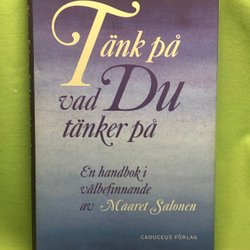 Tänk på
vad Du
tänker på
En handbok i
välbefinnande
av Maaret Salonen
CADUCEUS FÖRLAG